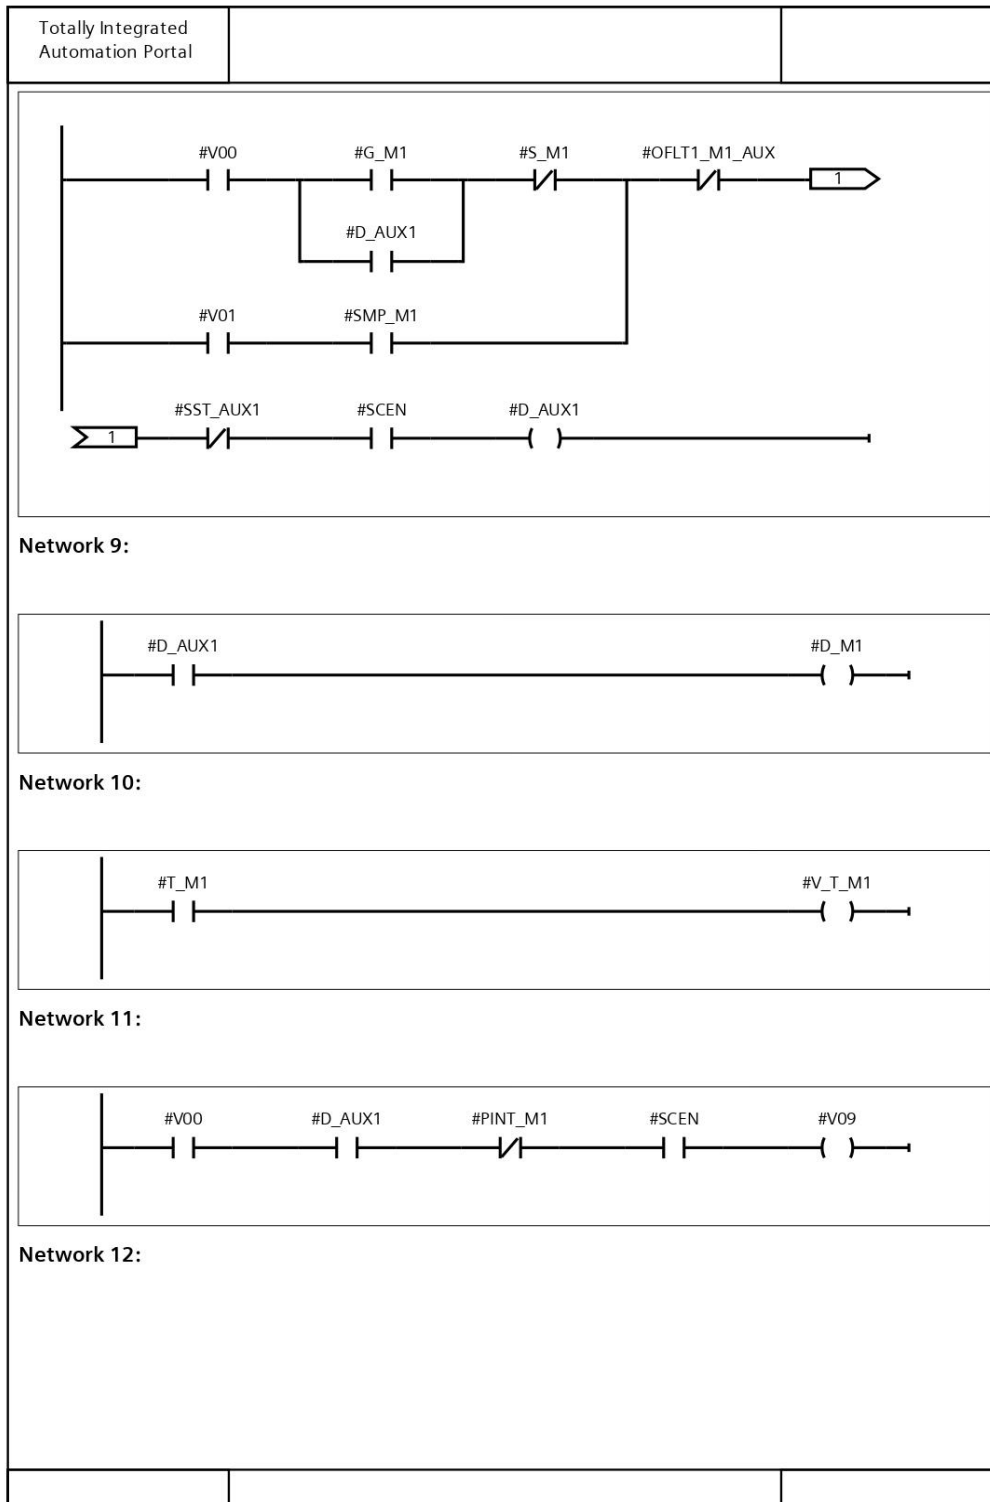 Totally Integrated
Automation Portal
#V00 #G_M1 #S_M1 #OFLT1_M1_AUX
1
#D_AUX1
#V01 #SMP_M1
#SST_AUX1 #SCEN #D_AUX1
1
Network 9:
#D_AUX1 #D_M1
Network 10:
#T_M1 #V_T_M1
Network 11:
#V00 #D_AUX1 #PINT_M1 #SCEN #V09
Network 12: